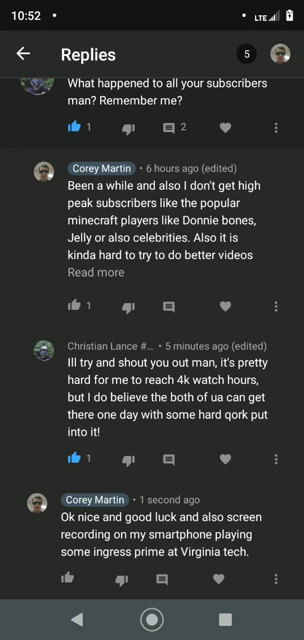 10:52
LTE
Replies
5
What happened to all your subscribers
man? Remember me?
1
2
Corey Martin • 6 hours ago (edited)
Been a while and also I don't get high
peak subscribers like the popular
minecraft players like Donnie bones,
Jelly or also celebrities. Also it is
kinda hard to try to do better videos
Read more
1
Christian Lance #... • 5 minutes ago (edited)
Ill try and shout you out man, it's pretty
hard for me to reach 4k watch hours,
but I do believe the both of ua can get
there one day with some hard qork put
into it!
1
Corey Martin • 1 second ago
Ok nice and good luck and also screen
recording on my smartphone playing
some ingress prime at Virginia tech.